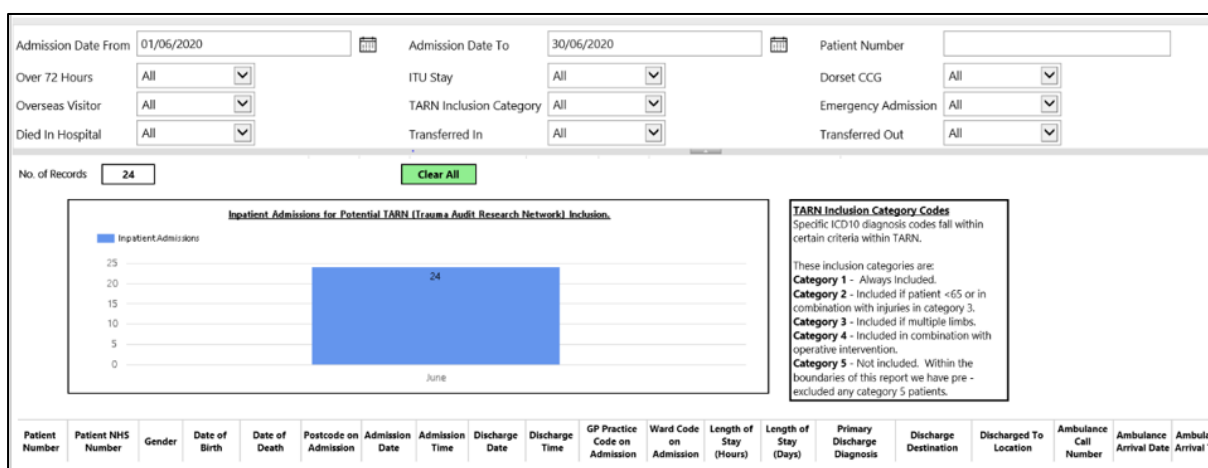 Admission Date From 01/06/2020 Admission Date To 30/06/2020 Patient Number
Over 72 Hours All ITU Stay All Dorset CCG All
Overseas Visitor All TARN Inclusion Category All Emergency Admission All
Died In Hospital All Transferred In All Transferred Out All
No. of Records 24 Clear All
Inpatient Admissions for Potential TARN (Trauma Audit Research Network) Inclusion.
Inpatient Admissions
25
20
15
10
5
0
24
June
TARN Inclusion Category Codes
Specific ICD10 diagnosis codes fall within
certain criteria within TARN.
These inclusion categories are:
Category 1 - Always Included.
Category 2 - Included if patient <65 or in
combination with injuries in category 3.
Category 3 - Included if multiple limbs.
Category 4 - Included in combination with
operative intervention.
Category 5 - Not included. Within the
boundaries of this report we have pre -
excluded any category 5 patients.
Patient Number
Patient NHS Number
Gender
Date of Birth
Date of Death
Postcode on Admission
Admission Date
Admission Time
Discharge Date
Discharge Time
GP Practice Code on Admission
Ward Code on Admission
Length of Stay (Hours)
Length of Stay (Days)
Primary Discharge Diagnosis
Discharge Destination
Discharged To Location
Ambulance Call Number
Ambulance Arrival Date
Ambula
Arrival